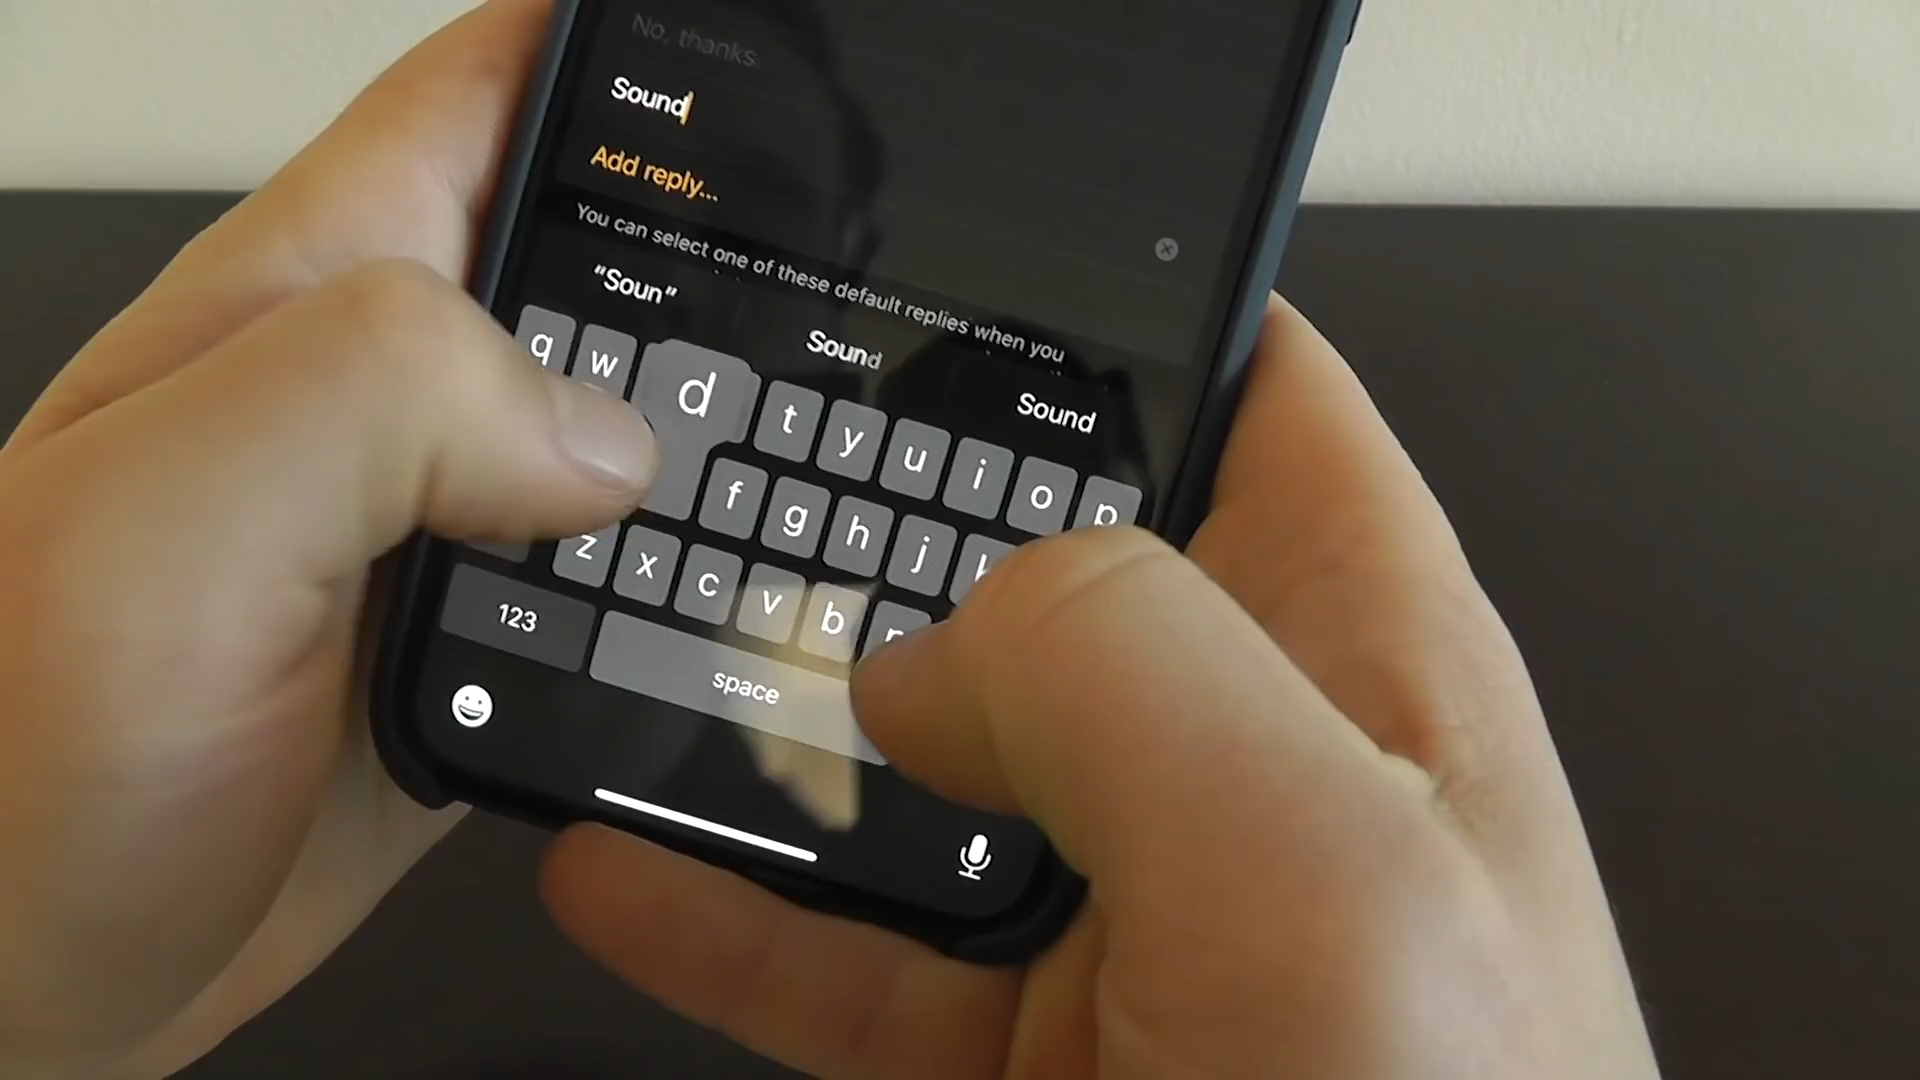 No, thanks.
Sound
Add reply...
You can select one of these default replies when you
"Soun"
Sound
Sound
q w d t y u i o p
f g h j
z x c v b
123
space